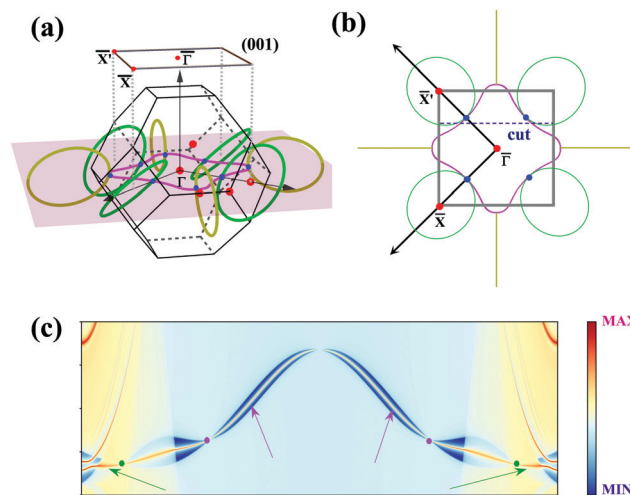 (a)
X̅'
Γ̅
(001)
X̅
Γ
(b)
X̅'
cut
Γ̅
X̅
(c)
MAX
MIN